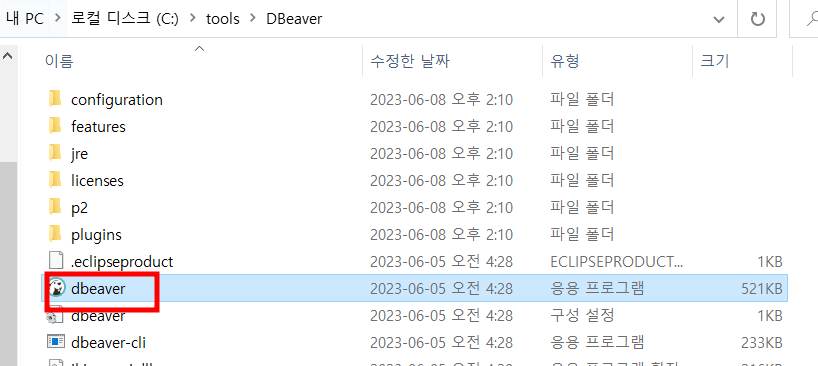 내 PC > 로컬 디스크 (C:) > tools > DBeaver
이름 수정한 날짜 유형 크기
configuration 2023-06-08 오후 2:10 파일 폴더
features 2023-06-08 오후 2:10 파일 폴더
jre 2023-06-08 오후 2:10 파일 폴더
licenses 2023-06-08 오후 2:10 파일 폴더
p2 2023-06-08 오후 2:10 파일 폴더
plugins 2023-06-08 오후 2:10 파일 폴더
.eclipseproduct 2023-06-05 오전 4:28 ECLIPSEPRODUCT... 1KB
dbeaver 2023-06-05 오전 4:28 응용 프로그램 521KB
dbeaver 2023-06-05 오전 4:28 구성 설정 1KB
dbeaver-cli 2023-06-05 오전 4:28 응용 프로그램 233KB